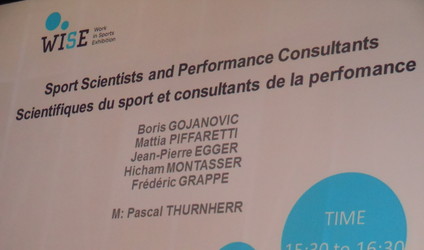 WISE
Work
in Sports
Exhibition
Sport Scientists and Performance Consultants
Scientifiques du sport et consultants de la perfomance
Boris GOJANOVIC
Mattia PIFFARETTI
Jean-Pierre EGGER
Hicham MONTASSER
Frédéric GRAPPE
M: Pascal THURNHERR
TIME
15:30 to 16:30